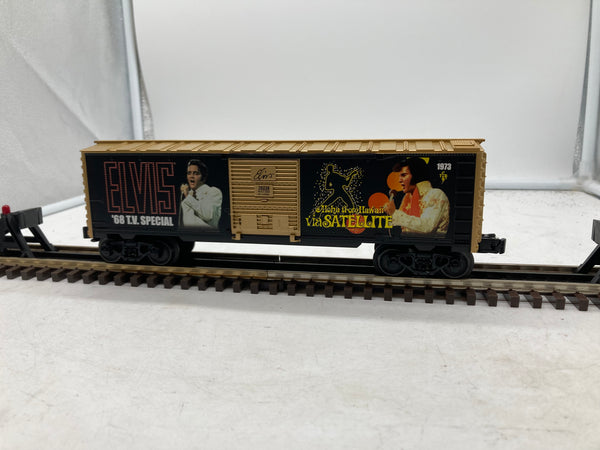 ELVIS
'68 T.V. SPECIAL
Elvis
1973
Aloha from Hawaii
Via SATELLITE